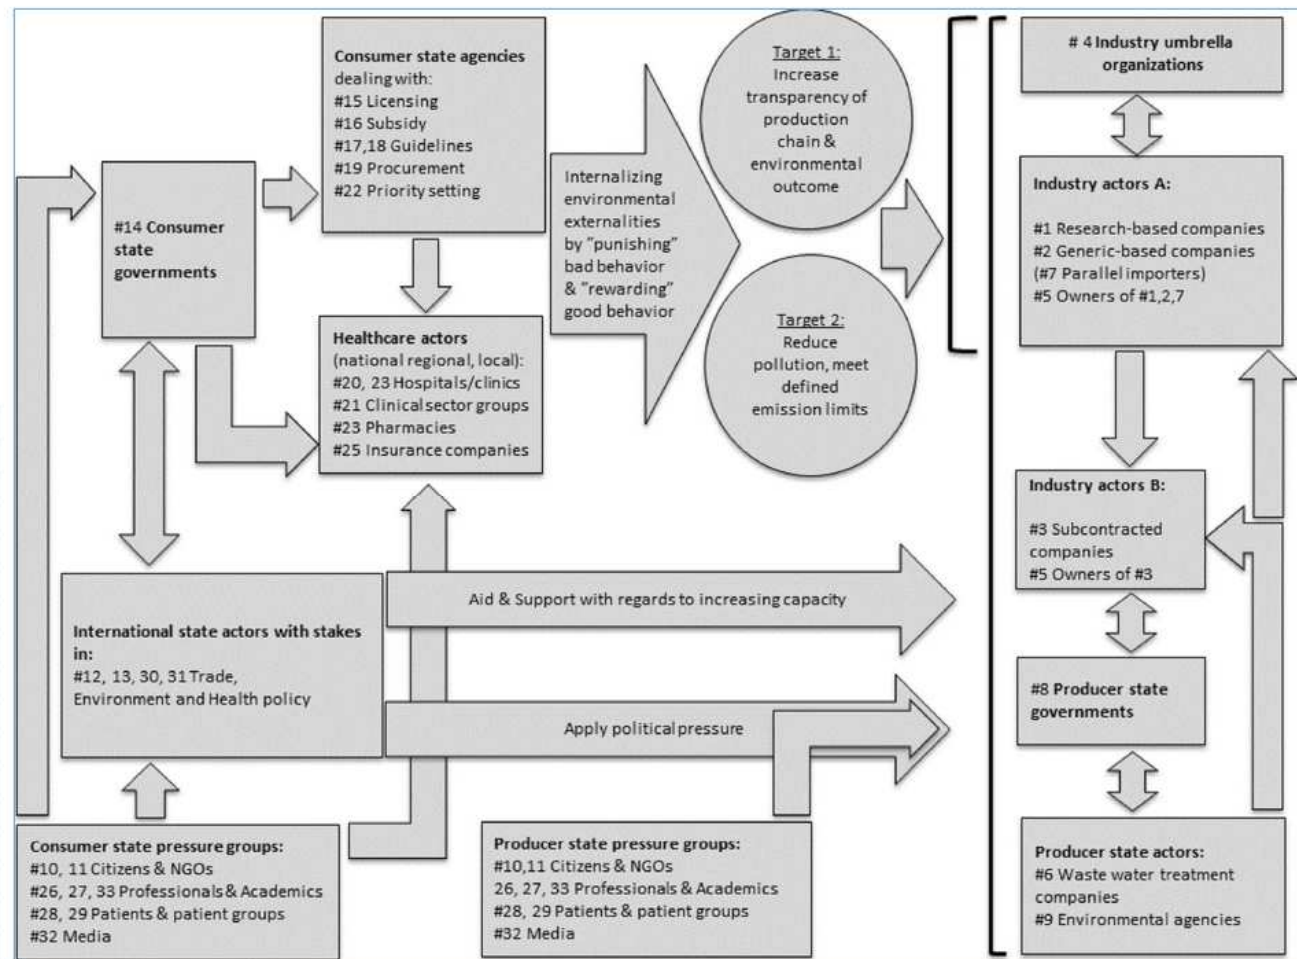 Consumer state agencies
dealing with:
#15 Licensing
#16 Subsidy
#17,18 Guidelines
#19 Procurement
#22 Priority setting
#14 Consumer
state
governments
Healthcare actors
(national regional, local):
#20, 23 Hospitals/clinics
#21 Clinical sector groups
#23 Pharmacies
#25 Insurance companies
Internalizing
environmental
externalities
by "punishing"
bad behavior
& "rewarding"
good behavior
Target 1:
Increase
transparency of
production
chain &
environmental
outcome
Target 2:
Reduce
pollution, meet
defined
emission limits
# 4 Industry umbrella
organizations
Industry actors A:
#1 Research-based companies
#2 Generic-based companies
(#7 Parallel importers)
#5 Owners of #1,2,7
Industry actors B:
#3 Subcontracted
companies
#5 Owners of #3
#8 Producer state
governments
Producer state actors:
#6 Waste water treatment
companies
#9 Environmental agencies
International state actors with stakes
in:
#12, 13, 30, 31 Trade,
Environment and Health policy
Aid & Support with regards to increasing capacity
Apply political pressure
Consumer state pressure groups:
#10, 11 Citizens & NGOs
#26, 27, 33 Professionals & Academics
#28, 29 Patients & patient groups
#32 Media
Producer state pressure groups:
#10,11 Citizens & NGOs
26, 27, 33 Professionals & Academics
#28, 29 Patients & patient groups
#32 Media